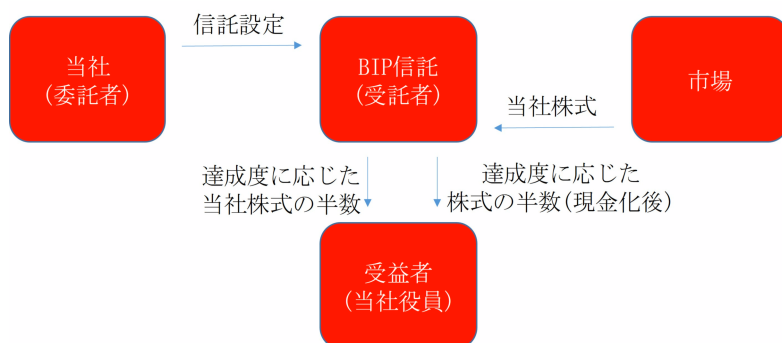 信託設定
当社
(委託者)
BIP信託
(受託者)
市場
当社株式
達成度に応じた
当社株式の半数
達成度に応じた
株式の半数(現金化後)
受益者
(当社役員)